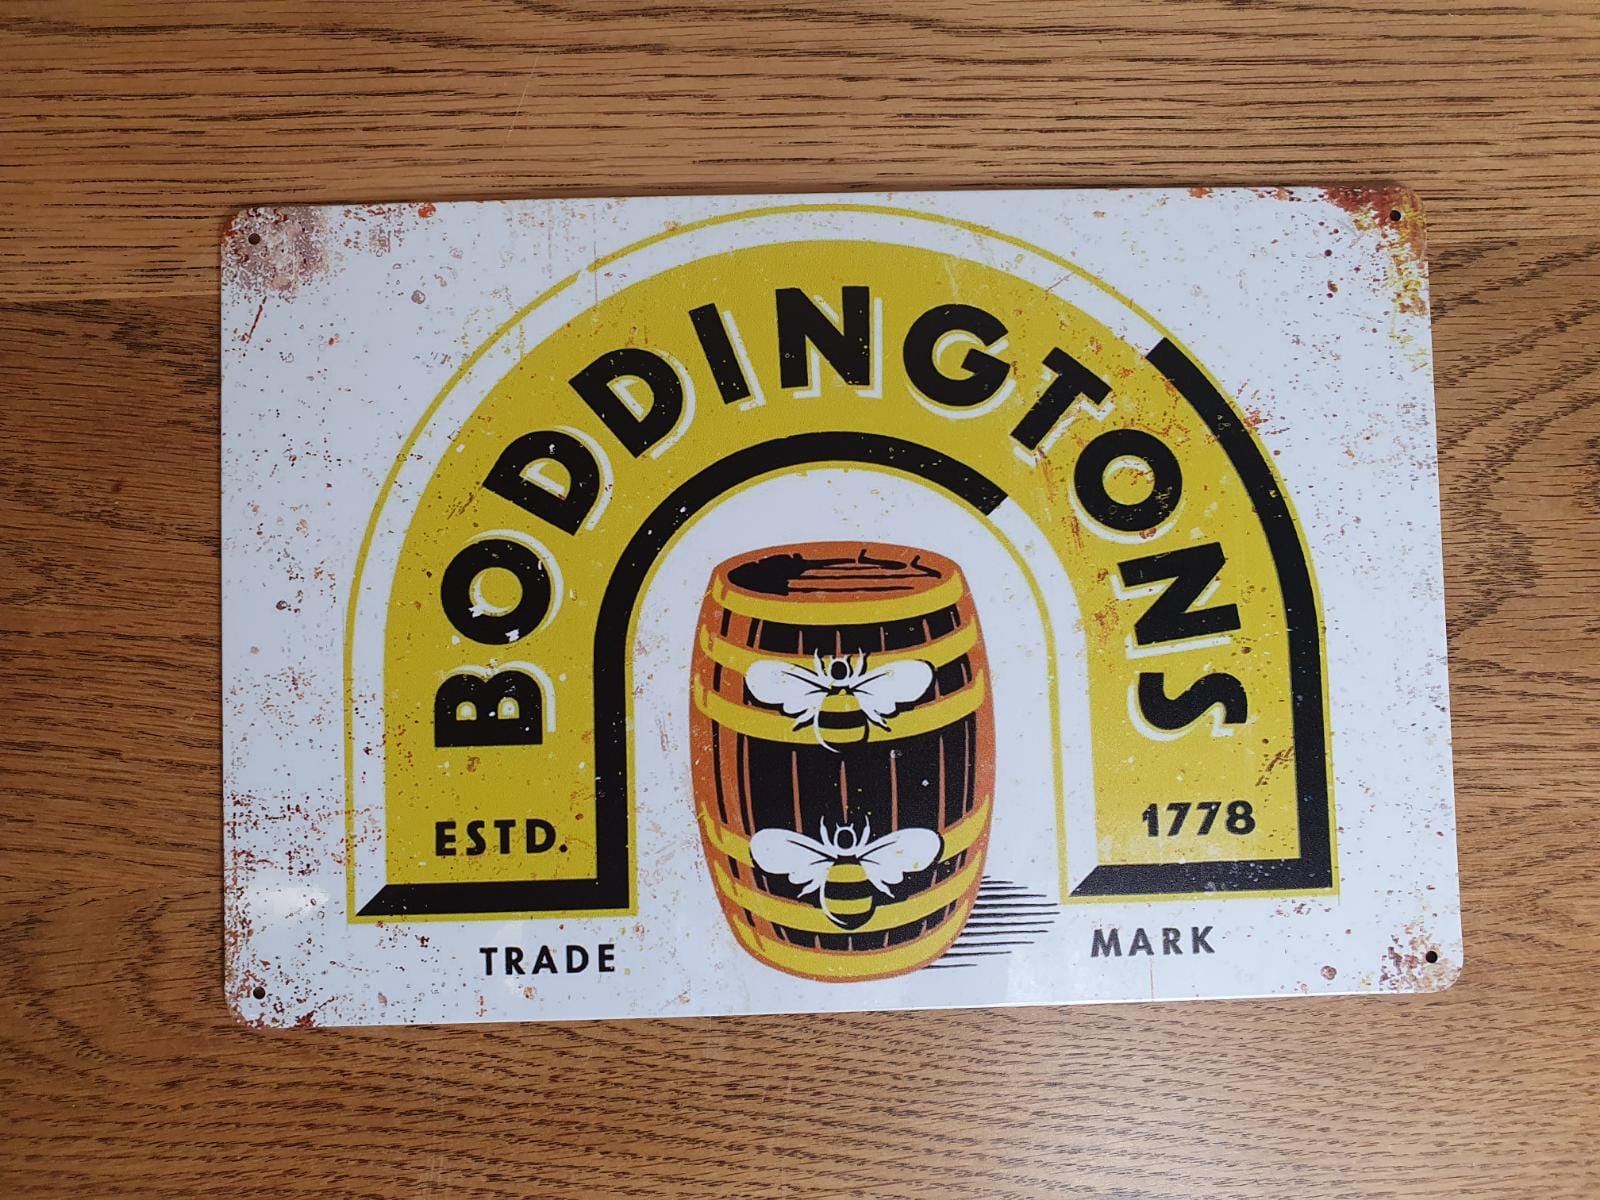 BODDINGTONS
ESTD. 1778
TRADE MARK